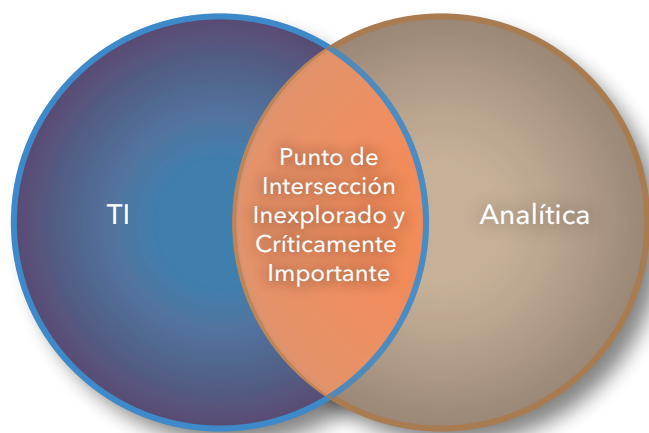 TI
Punto de
Intersección
Inexplorado y
Críticamente
Importante
Analítica